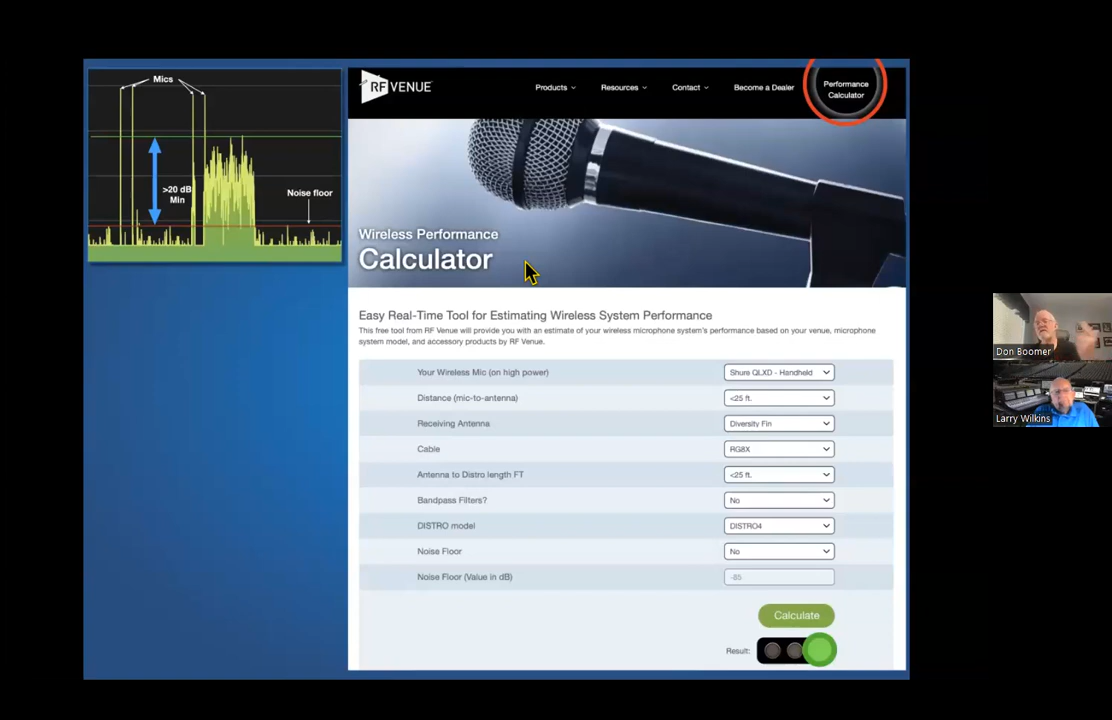 Mics
>20 dB
Min
Noise floor
RF VENUE
Products
Resources
Contact
Become a Dealer
Performance
Calculator
Wireless Performance
Calculator
Easy Real-Time Tool for Estimating Wireless System Performance
This free tool from RF Venue will provide you with an estimate of your wireless microphone system's performance based on your venue, microphone
system model, and accessory products by RF Venue.
Your Wireless Mic (on high power) Shure QLXD - Handheld
Distance (mic-to-antenna) <25 ft.
Receiving Antenna Diversity Fin
Cable RG8X
Antenna to Distro length FT <25 ft.
Bandpass Filters? No
DISTRO model DISTRO4
Noise Floor No
Noise Floor (Value in dB) -85
Calculate
Result:
Don Boomer
Larry Wilkins